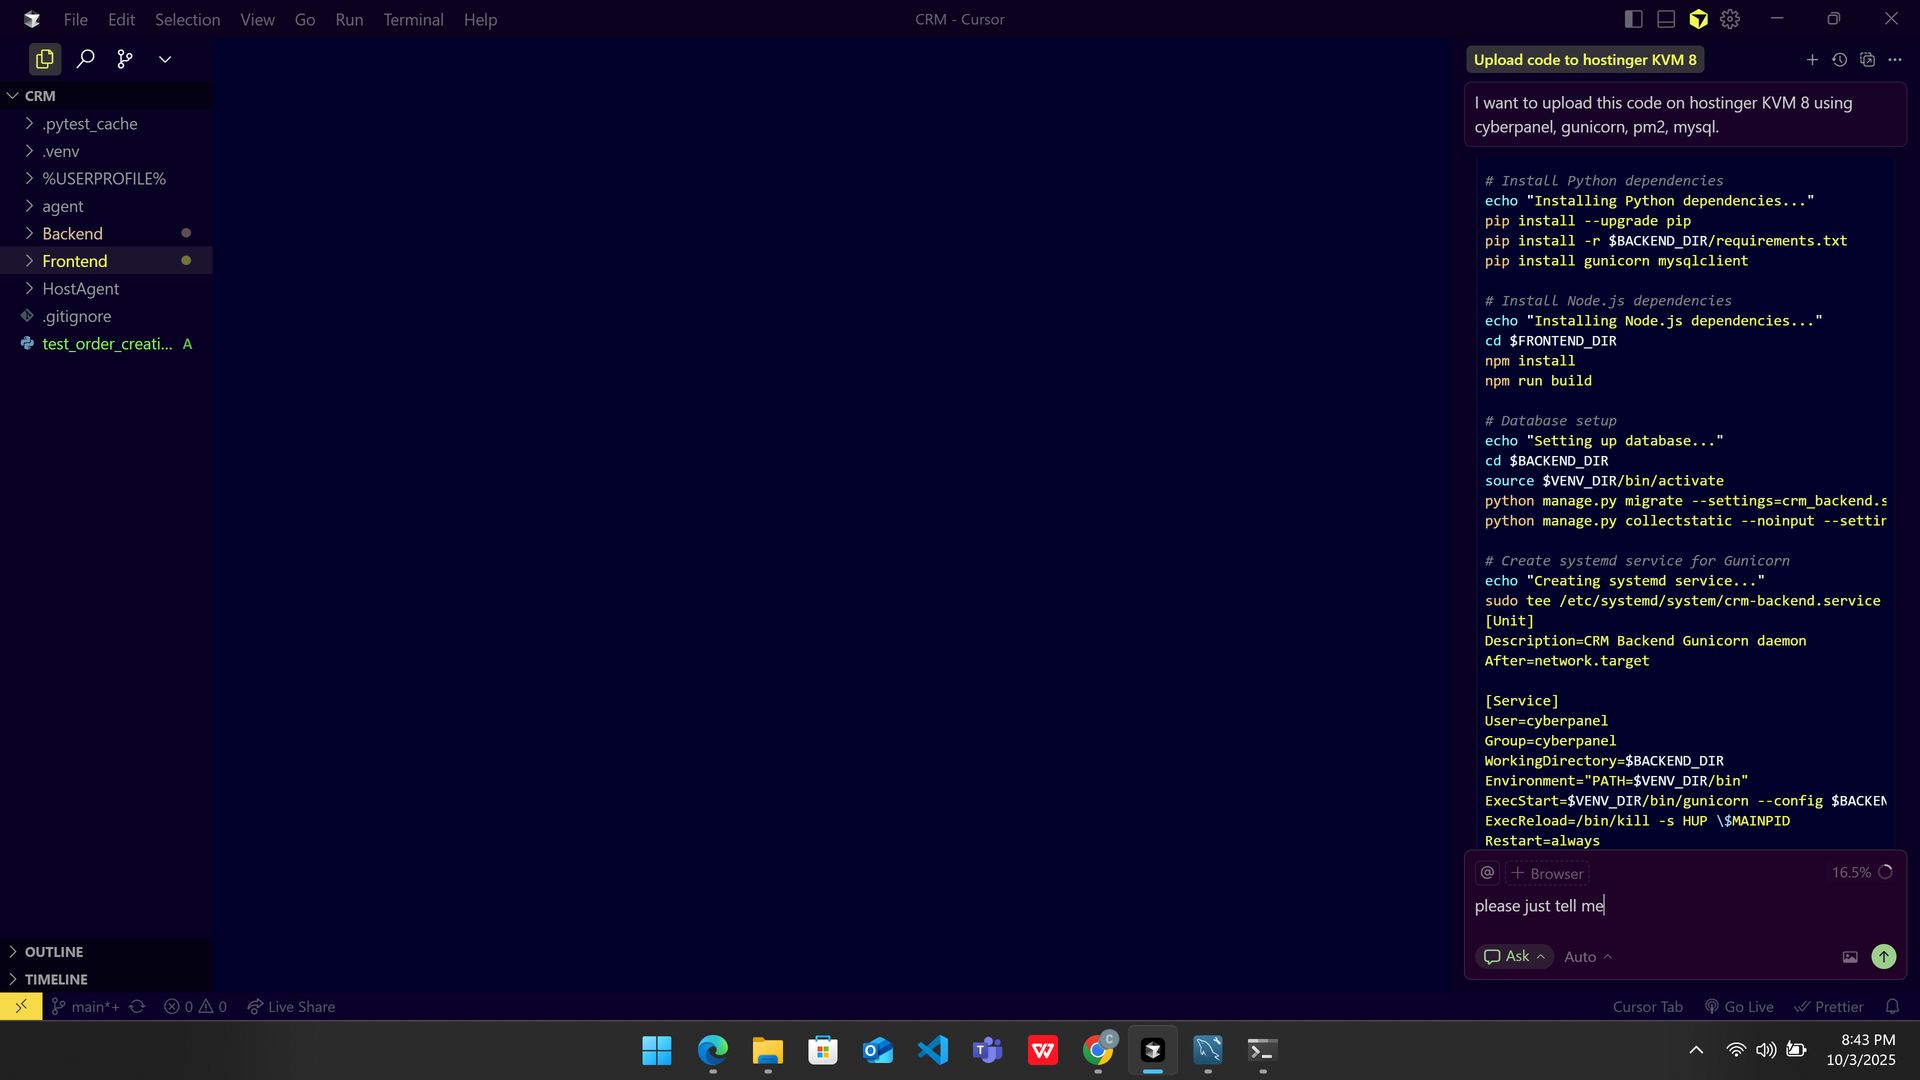 File Edit Selection View Go Run Terminal Help
CRM - Cursor
CRM
.pytest_cache
.venv
%USERPROFILE%
agent
Backend
Frontend
HostAgent
.gitignore
test_order_creati... A
OUTLINE
TIMELINE
Upload code to hostinger KVM 8
I want to upload this code on hostinger KVM 8 using
cyberpanel, gunicorn, pm2, mysql.
# Install Python dependencies
echo "Installing Python dependencies..."
pip install --upgrade pip
pip install -r $BACKEND_DIR/requirements.txt
pip install gunicorn mysqlclient
# Install Node.js dependencies
echo "Installing Node.js dependencies..."
cd $FRONTEND_DIR
npm install
npm run build
# Database setup
echo "Setting up database..."
cd $BACKEND_DIR
source $VENV_DIR/bin/activate
python manage.py migrate --settings=crm_backend.s
python manage.py collectstatic --noinput --settin
# Create systemd service for Gunicorn
echo "Creating systemd service..."
sudo tee /etc/systemd/system/crm-backend.service
[Unit]
Description=CRM Backend Gunicorn daemon
After=network.target
[Service]
User=cyberpanel
Group=cyberpanel
WorkingDirectory=$BACKEND_DIR
Environment="PATH=$VENV_DIR/bin"
ExecStart=$VENV_DIR/bin/gunicorn --config $BACKEN
ExecReload=/bin/kill -s HUP \$MAINPID
Restart=always
@ + Browser 16.5%
please just tell me
Ask Auto
main*+ 0 0 Live Share
Cursor Tab Go Live Prettier
8:43 PM
10/3/2025